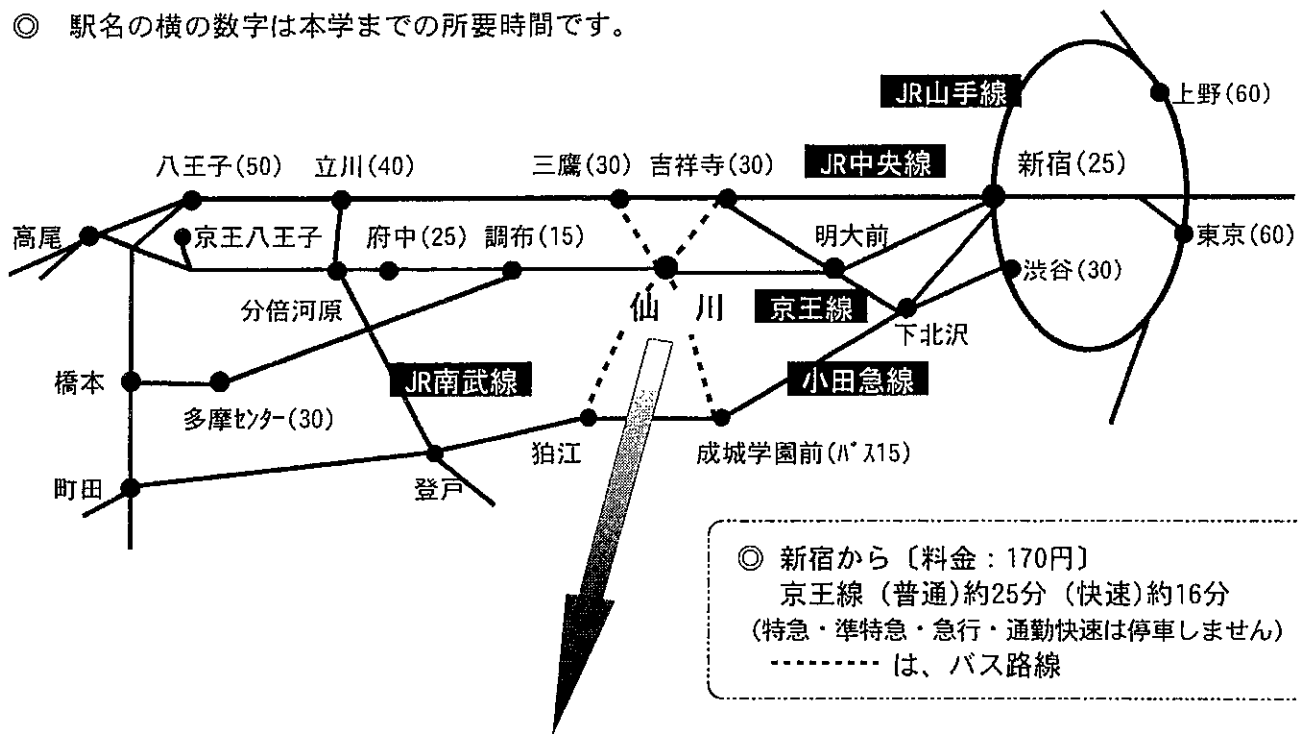 ◎ 駅名の横の数字は本学までの所要時間です。
JR山手線
上野(60)
八王子(50)
立川(40)
三鷹(30)
吉祥寺(30)
JR中央線
新宿(25)
高尾
京王八王子
府中(25)
調布(15)
明大前
東京(60)
渋谷(30)
分倍河原
仙川
京王線
下北沢
橋本
JR南武線
小田急線
多摩センター(30)
狛江
成城学園前(バス15)
町田
登戸
◎ 新宿から〔料金：170円〕
京王線 (普通)約25分 (快速)約16分
(特急・準特急・急行・通勤快速は停車しません)
は、バス路線